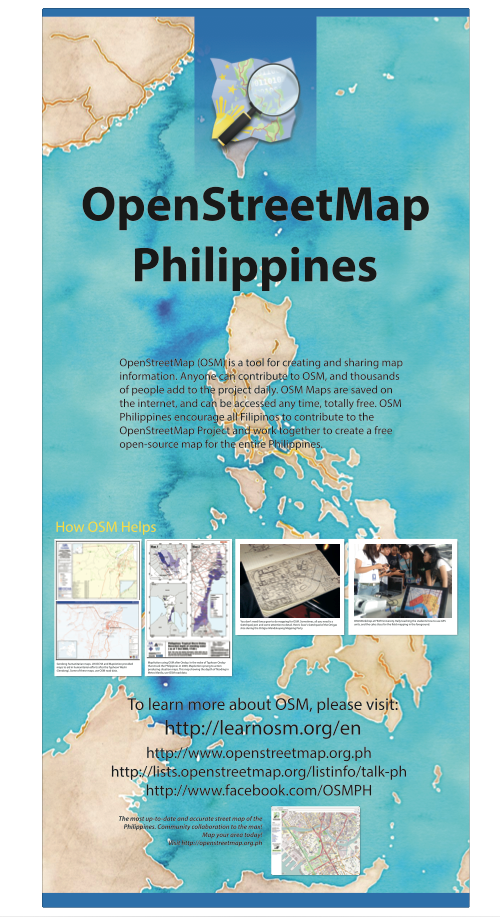 OpenStreetMap
Philippines
OpenStreetMap (OSM) is a tool for creating and sharing map
information. Anyone can contribute to OSM, and thousands
of people add to the project daily. OSM Maps are saved on
the internet, and can be accessed any time, totally free. OSM
Philippines encourage all Filipinos to contribute to the
OpenStreetMap Project and work together to create a free
open-source map for the entire Philippines.
How OSM Helps
To learn more about OSM, please visit:
http://learnosm.org/en
http://www.openstreetmap.org.ph
http://lists.openstreetmap.org/listinfo/talk-ph
http://www.facebook.com/OSMPH
The most up-to-date and accurate street map of the
Philippines. Community collaboration to the max!
Map your area today!
Visit http://openstreetmap.org.ph